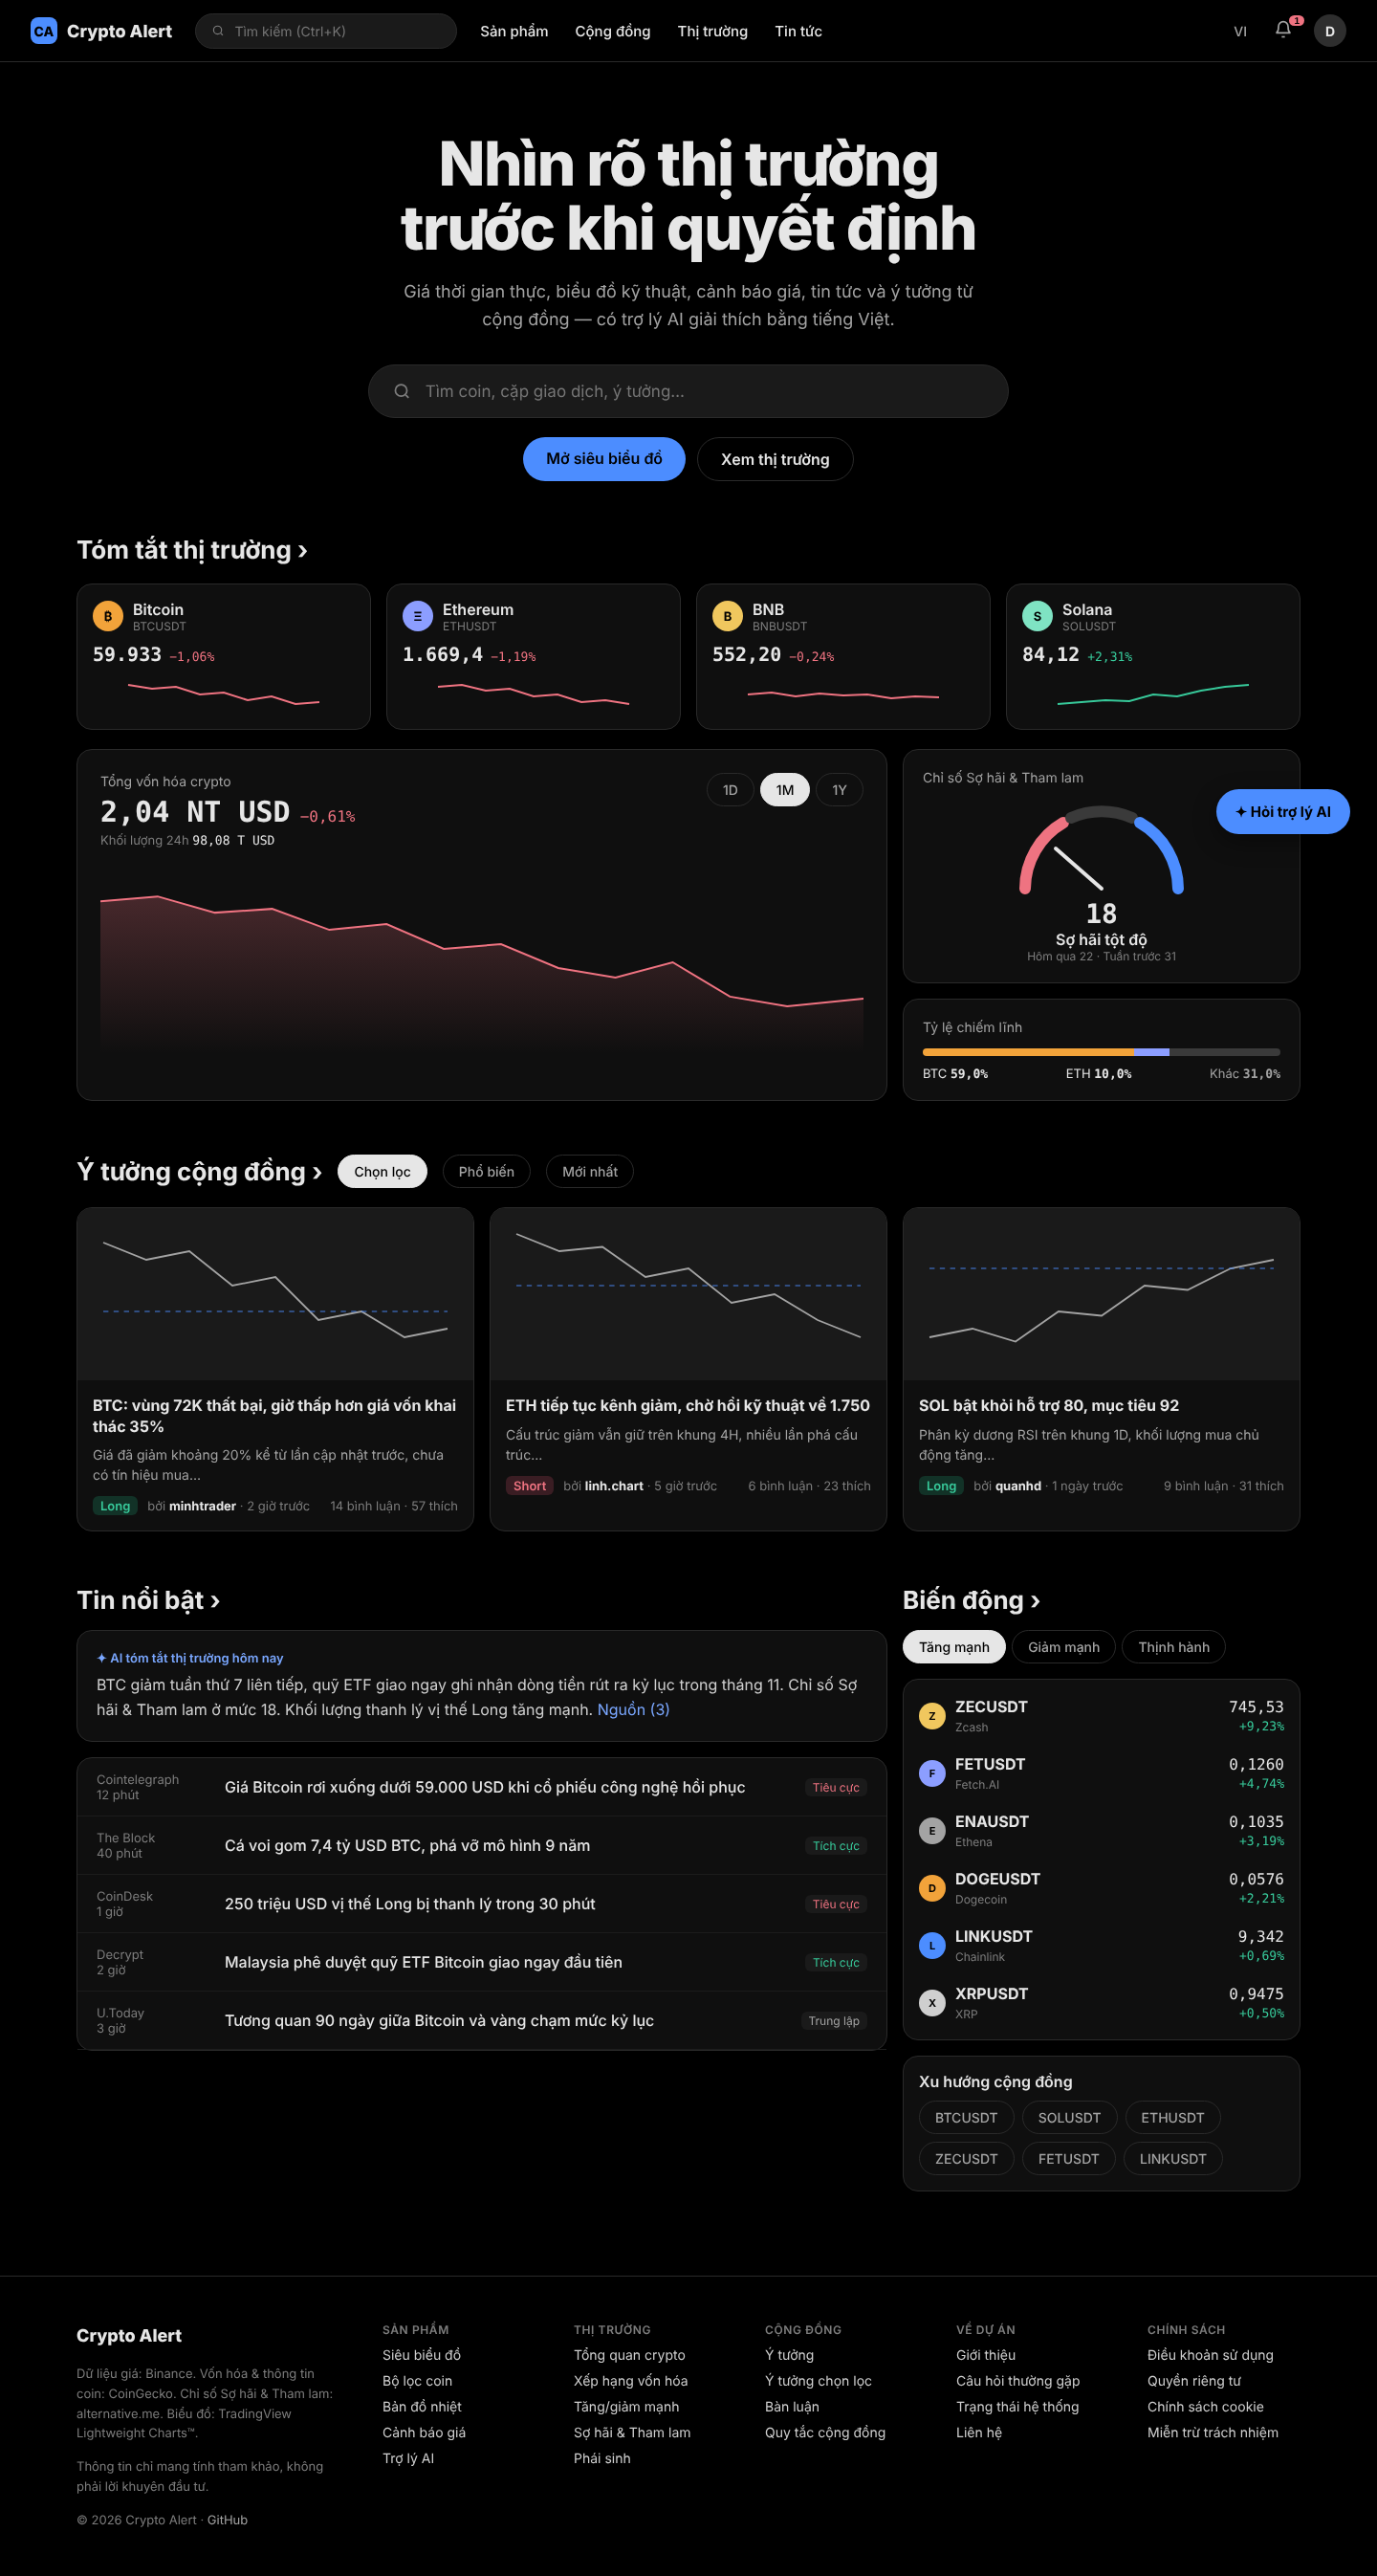 CA Crypto Alert
Tìm kiếm (Ctrl+K)
Sản phẩm
Cộng đồng
Thị trường
Tin tức
VI
1
D
Nhìn rõ thị trường
trước khi quyết định
Giá thời gian thực, biểu đồ kỹ thuật, cảnh báo giá, tin tức và ý tưởng từ
cộng đồng — có trợ lý AI giải thích bằng tiếng Việt.
Tìm coin, cặp giao dịch, ý tưởng...
Mở siêu biểu đồ
Xem thị trường
Tóm tắt thị trường ›
₿
Bitcoin
BTCUSDT
59.933 −1,06%
Ξ
Ethereum
ETHUSDT
1.669,4 −1,19%
B
BNB
BNBUSDT
552,20 −0,24%
S
Solana
SOLUSDT
84,12 +2,31%
Tổng vốn hóa crypto
2,04 NT USD −0,61%
Khối lượng 24h 98,08 T USD
1D
1M
1Y
Chỉ số Sợ hãi & Tham lam
18
Sợ hãi tột độ
Hôm qua 22 · Tuần trước 31
✦ Hỏi trợ lý AI
Tỷ lệ chiếm lĩnh
BTC 59,0%
ETH 10,0%
Khác 31,0%
Ý tưởng cộng đồng ›
Chọn lọc
Phổ biến
Mới nhất
BTC: vùng 72K thất bại, giờ thấp hơn giá vốn khai
thác 35%
Giá đã giảm khoảng 20% kể từ lần cập nhật trước, chưa
có tín hiệu mua...
Long bởi minhtrader · 2 giờ trước 14 bình luận · 57 thích
ETH tiếp tục kênh giảm, chờ hồi kỹ thuật về 1.750
Cấu trúc giảm vẫn giữ trên khung 4H, nhiều lần phá cấu
trúc...
Short bởi linh.chart · 5 giờ trước 6 bình luận · 23 thích
SOL bật khỏi hỗ trợ 80, mục tiêu 92
Phân kỳ dương RSI trên khung 1D, khối lượng mua chủ
động tăng...
Long bởi quanhd · 1 ngày trước 9 bình luận · 31 thích
Tin nổi bật ›
✦ AI tóm tắt thị trường hôm nay
BTC giảm tuần thứ 7 liên tiếp, quỹ ETF giao ngay ghi nhận dòng tiền rút ra kỷ lục trong tháng 11. Chỉ số Sợ
hãi & Tham lam ở mức 18. Khối lượng thanh lý vị thế Long tăng mạnh. Nguồn (3)
Cointelegraph
12 phút
Giá Bitcoin rơi xuống dưới 59.000 USD khi cổ phiếu công nghệ hồi phục
Tiêu cực
The Block
40 phút
Cá voi gom 7,4 tỷ USD BTC, phá vỡ mô hình 9 năm
Tích cực
CoinDesk
1 giờ
250 triệu USD vị thế Long bị thanh lý trong 30 phút
Tiêu cực
Decrypt
2 giờ
Malaysia phê duyệt quỹ ETF Bitcoin giao ngay đầu tiên
Tích cực
U.Today
3 giờ
Tương quan 90 ngày giữa Bitcoin và vàng chạm mức kỷ lục
Trung lập
Biến động ›
Tăng mạnh
Giảm mạnh
Thịnh hành
Z
ZECUSDT
745,53
Zcash
+9,23%
F
FETUSDT
0,1260
Fetch.AI
+4,74%
E
ENAUSDT
0,1035
Ethena
+3,19%
D
DOGEUSDT
0,0576
Dogecoin
+2,21%
L
LINKUSDT
9,342
Chainlink
+0,69%
X
XRPUSDT
0,9475
XRP
+0,50%
Xu hướng cộng đồng
BTCUSDT
SOLUSDT
ETHUSDT
ZECUSDT
FETUSDT
LINKUSDT
Crypto Alert
Dữ liệu giá: Binance. Vốn hóa & thông tin
coin: CoinGecko. Chỉ số Sợ hãi & Tham lam:
alternative.me. Biểu đồ: TradingView
Lightweight Charts™.
Thông tin chỉ mang tính tham khảo, không
phải lời khuyên đầu tư.
© 2026 Crypto Alert · GitHub
SẢN PHẨM
Siêu biểu đồ
Bộ lọc coin
Bản đồ nhiệt
Cảnh báo giá
Trợ lý AI
THỊ TRƯỜNG
Tổng quan crypto
Xếp hạng vốn hóa
Tăng/giảm mạnh
Sợ hãi & Tham lam
Phái sinh
CỘNG ĐỒNG
Ý tưởng
Ý tưởng chọn lọc
Bàn luận
Quy tắc cộng đồng
VỀ DỰ ÁN
Giới thiệu
Câu hỏi thường gặp
Trạng thái hệ thống
Liên hệ
CHÍNH SÁCH
Điều khoản sử dụng
Quyền riêng tư
Chính sách cookie
Miễn trừ trách nhiệm